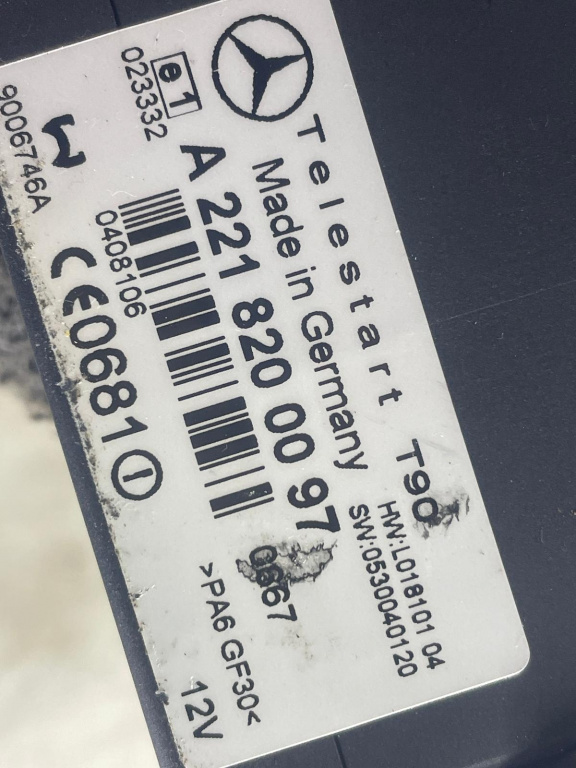 Telestart T90
Made in Germany
HW:L018101 04
SW:0530040120
e1
023332
A 221 820 00 97
0667
0408106
>PA6 GF30<
9006746A
CE0681
12V